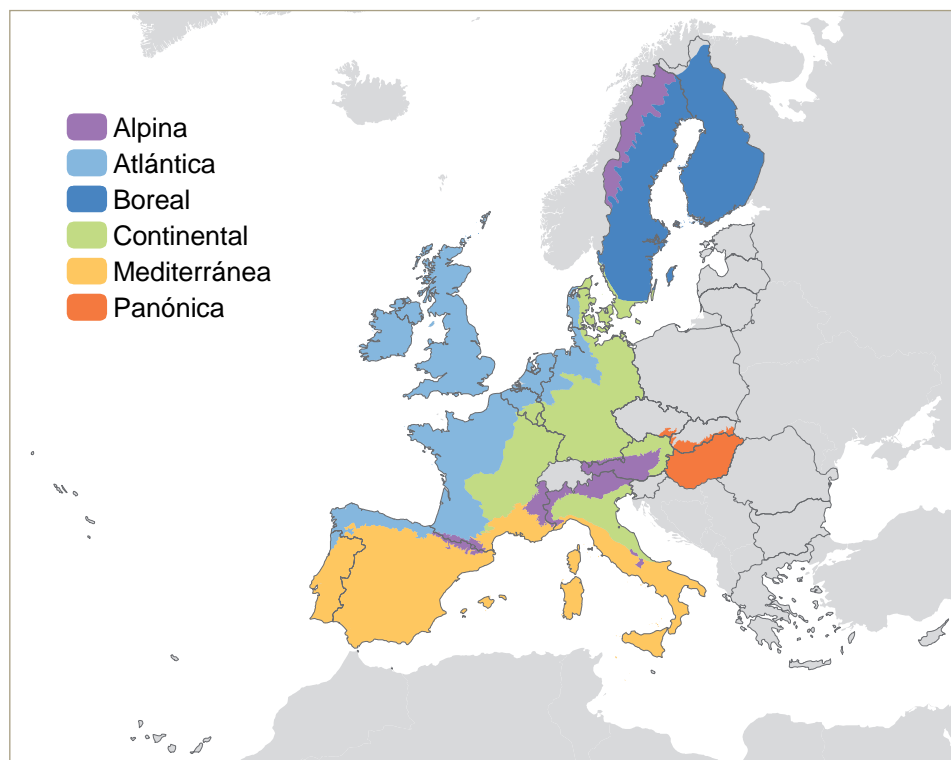 Alpina
Atlántica
Boreal
Continental
Mediterránea
Panónica